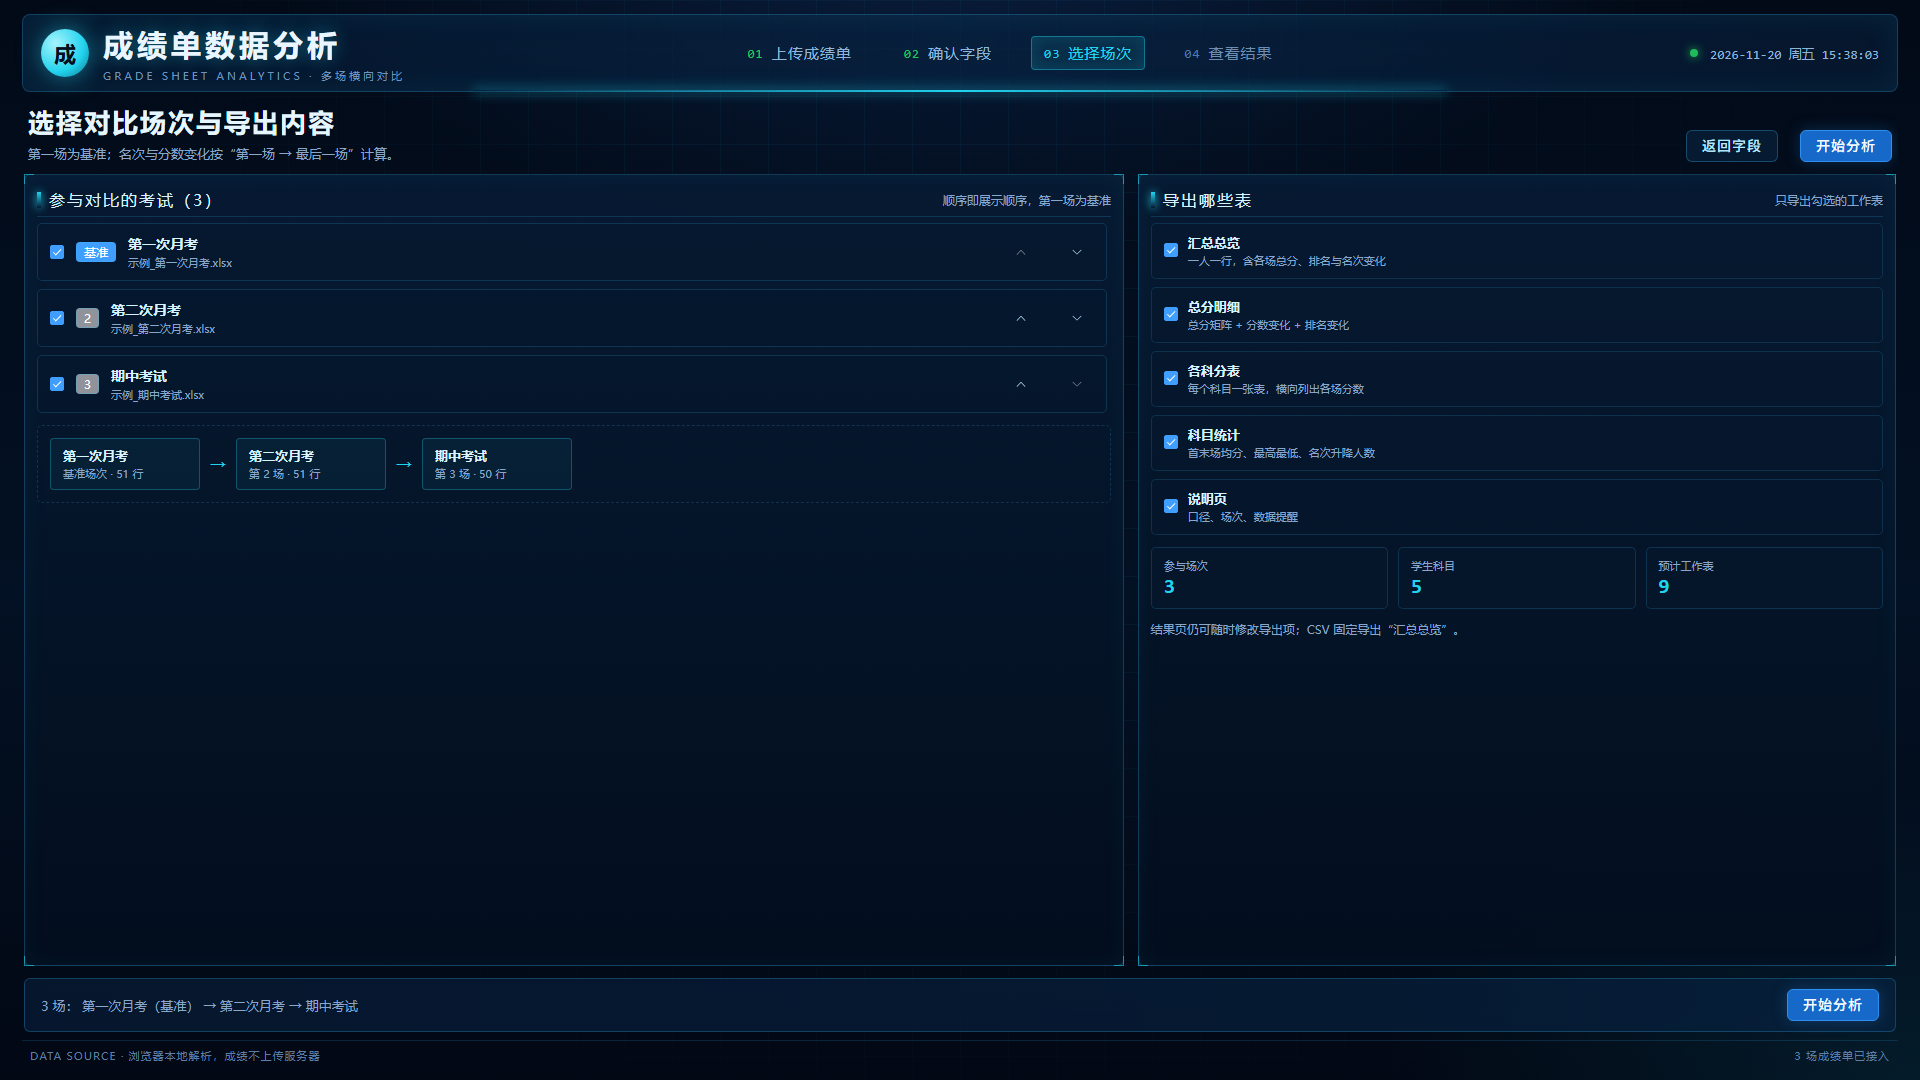 成
成绩单数据分析
GRADE SHEET ANALYTICS · 多场横向对比
01 上传成绩单
02 确认字段
03 选择场次
04 查看结果
2026-11-20 周五 15:38:03
选择对比场次与导出内容
第一场为基准；名次与分数变化按“第一场 → 最后一场”计算。
返回字段
开始分析
参与对比的考试（3）
顺序即展示顺序，第一场为基准
基准
第一次月考
示例_第一次月考.xlsx
2
第二次月考
示例_第二次月考.xlsx
3
期中考试
示例_期中考试.xlsx
第一次月考
基准场次 · 51 行
→
第二次月考
第 2 场 · 51 行
→
期中考试
第 3 场 · 50 行
导出哪些表
只导出勾选的工作表
汇总总览
一人一行，含各场总分、排名与名次变化
总分明细
总分矩阵 + 分数变化 + 排名变化
各科分表
每个科目一张表，横向列出各场分数
科目统计
首末场均分、最高最低、名次升降人数
说明页
口径、场次、数据提醒
参与场次
3
学生科目
5
预计工作表
9
结果页仍可随时修改导出项；CSV 固定导出“汇总总览”。
3 场： 第一次月考（基准） → 第二次月考 → 期中考试
开始分析
DATA SOURCE · 浏览器本地解析，成绩不上传服务器
3 场成绩单已接入